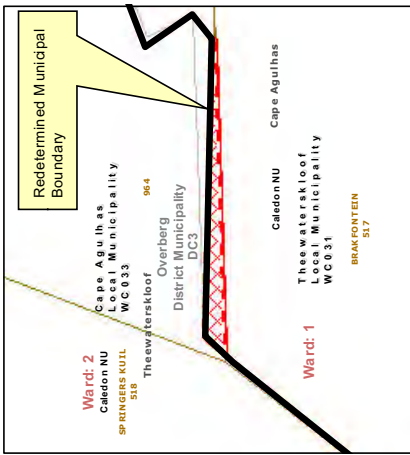 Redetermined Municipal
Boundary
Ward: 2
Cape Agulhas
Local Municipality
WC033
Caledon NU
SPRINGERS KUIL
518
Theewaterskloof
964
Overberg
District Municipality
DC3
Cape Agulhas
Caledon NU
Theewaterskloof
Local Municipality
WC031
Ward: 1
BRAKFONTEIN
517